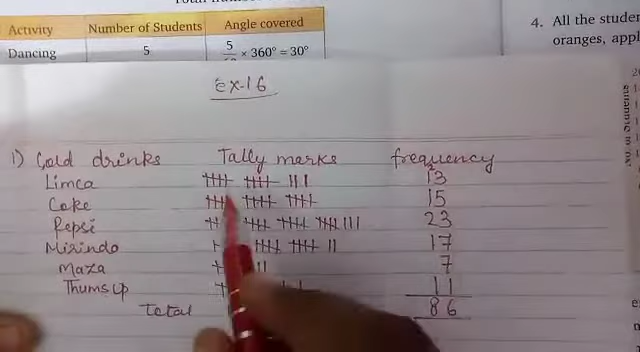 Activity Number of Students Angle covered
Dancing 5 5 × 360° = 30°
4. All the studen
oranges, appl
Ex-16
1) Cold drinks Tally marks frequency
Limca 13
Coke 15
Pepsi 23
Mirinda 17
Maza 7
Thums up 11
Total 86